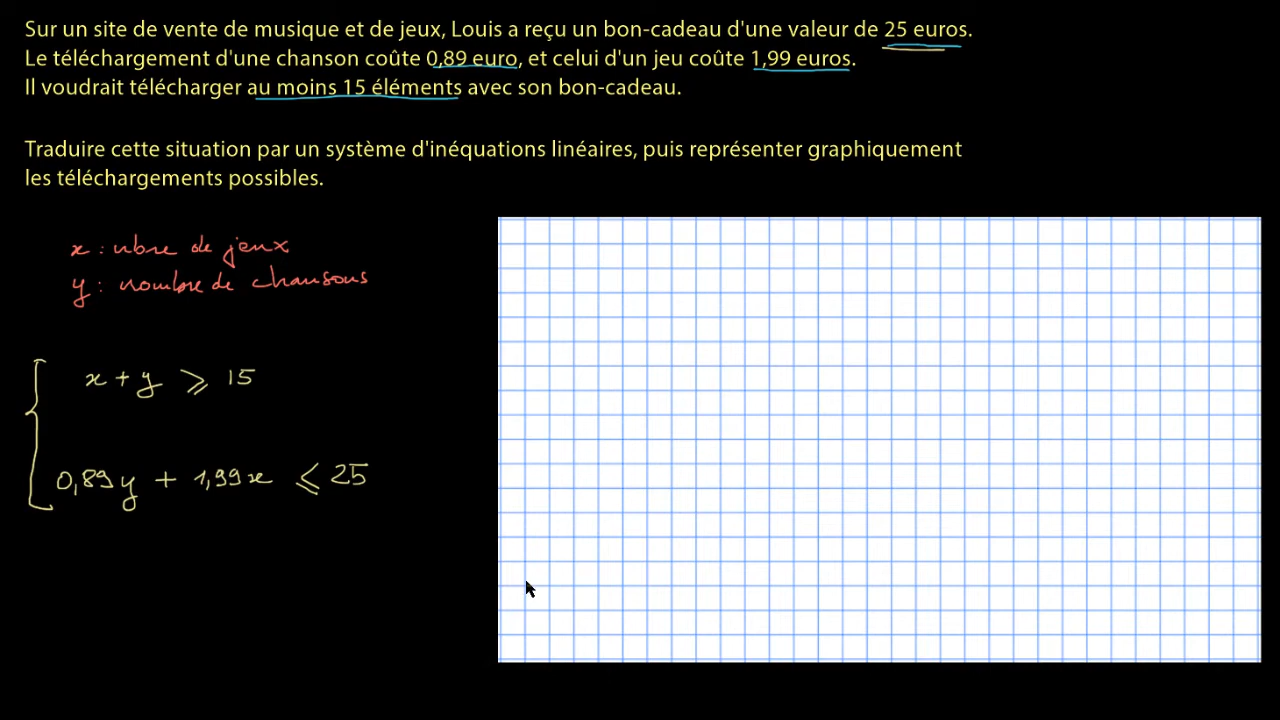 Sur un site de vente de musique et de jeux, Louis a reçu un bon-cadeau d'une valeur de 25 euros.
Le téléchargement d'une chanson coûte 0,89 euro, et celui d'un jeu coûte 1,99 euros.
Il voudrait télécharger au moins 15 éléments avec son bon-cadeau.
Traduire cette situation par un système d'inéquations linéaires, puis représenter graphiquement
les téléchargements possibles.
x : nbre de jeux
y : nombre de chansons
x + y ⩾ 15
0,89y + 1,99x ⩽ 25